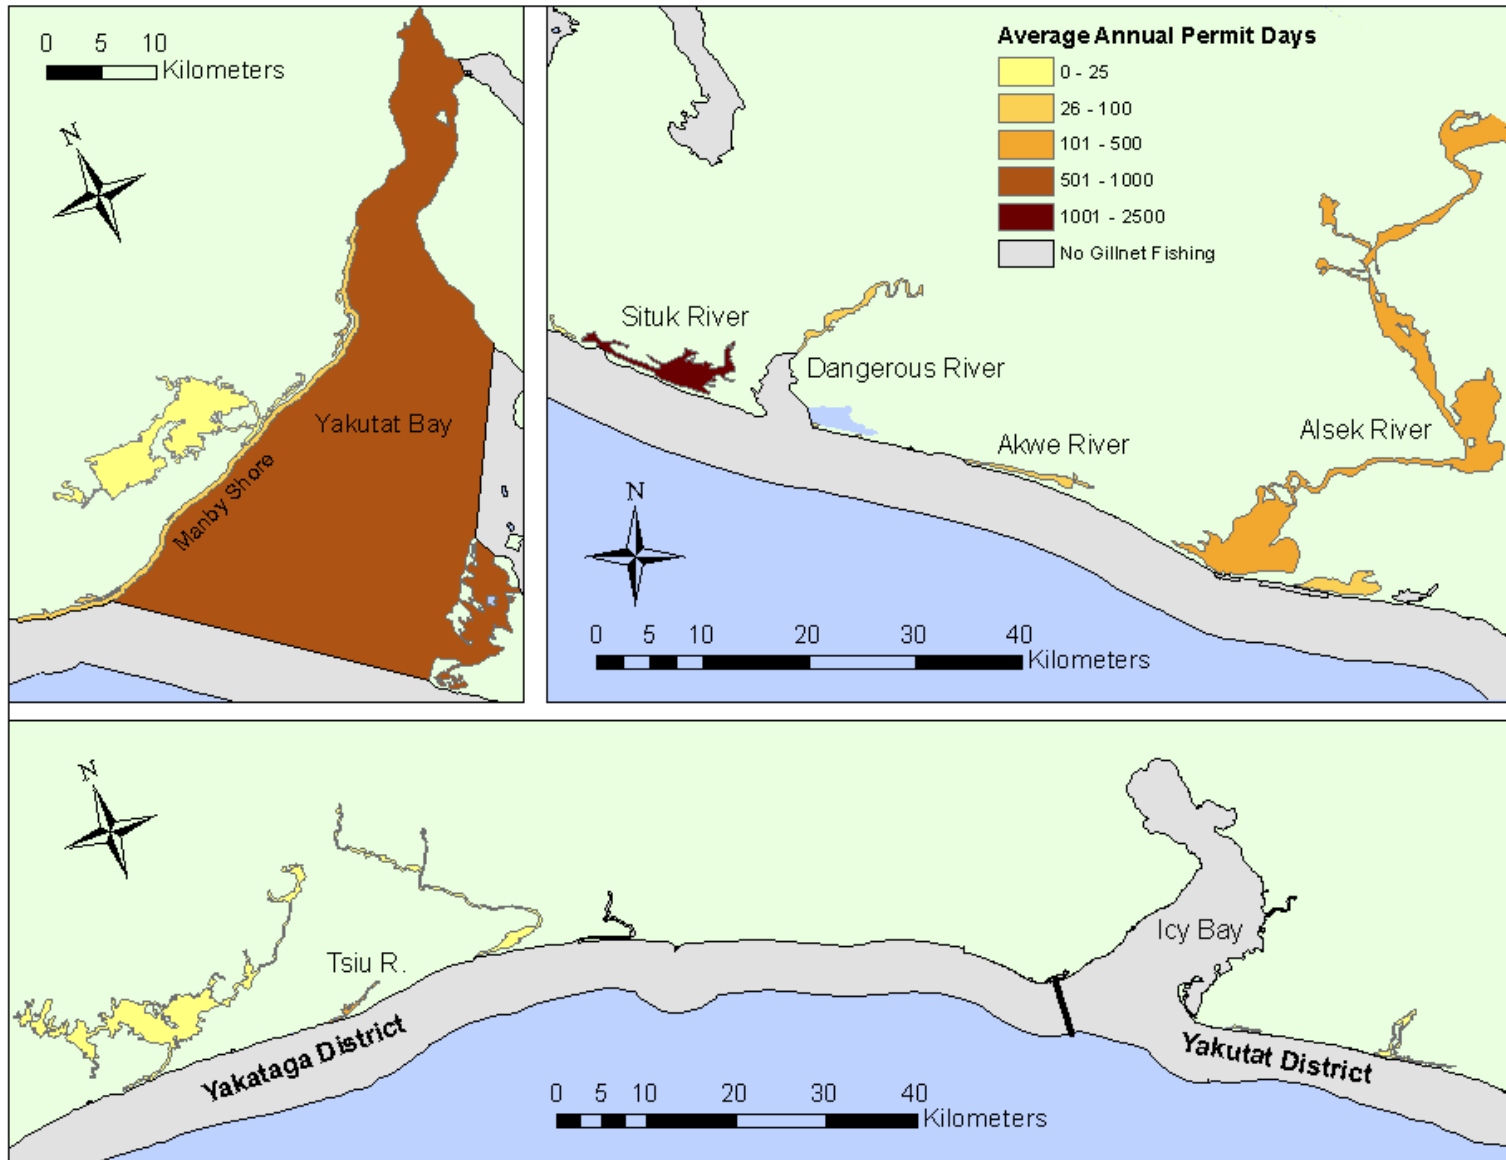 0 5 10
Kilometers
N
Yakutat Bay
Manby Shore
Average Annual Permit Days
0 - 25
26 - 100
101 - 500
501 - 1000
1001 - 2500
No Gillnet Fishing
Situk River
Dangerous River
Akwe River
Alsek River
N
0 5 10 20 30 40
Kilometers
N
Tsiu R.
Icy Bay
Yakataga District
Yakutat District
0 5 10 20 30 40
Kilometers